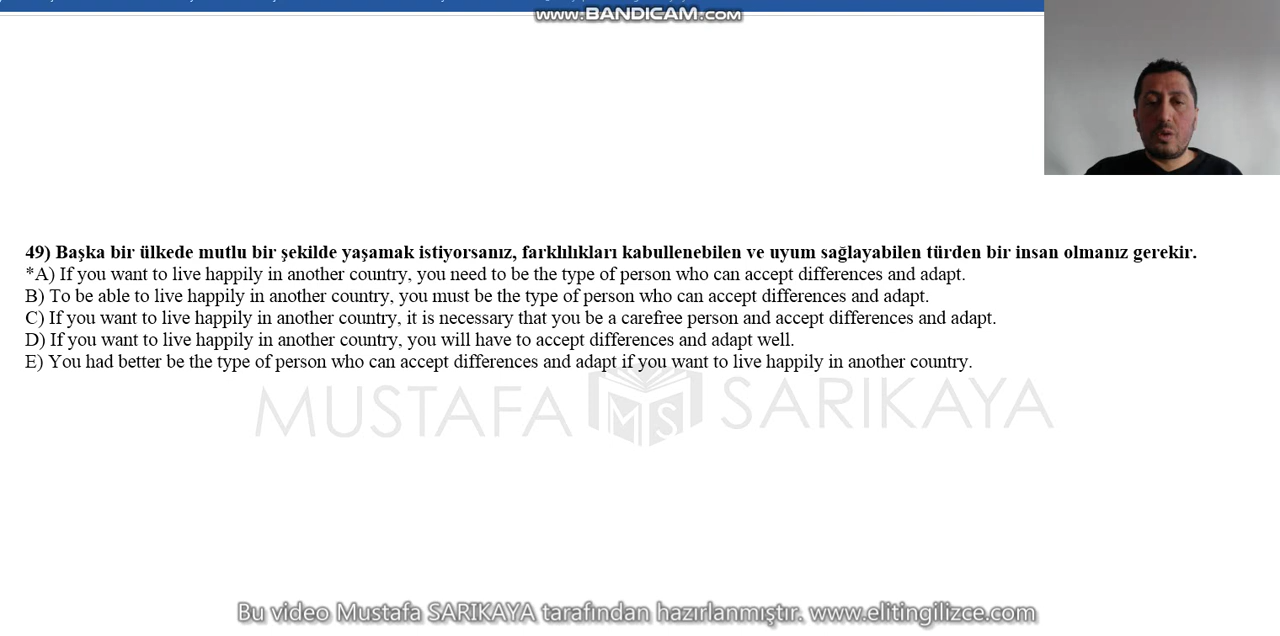 www.BANDICAM.com
49) Başka bir ülkede mutlu bir şekilde yaşamak istiyorsanız, farklılıkları kabullenebilen ve uyum sağlayabilen türden bir insan olmanız gerekir.
*A) If you want to live happily in another country, you need to be the type of person who can accept differences and adapt.
B) To be able to live happily in another country, you must be the type of person who can accept differences and adapt.
C) If you want to live happily in another country, it is necessary that you be a carefree person and accept differences and adapt.
D) If you want to live happily in another country, you will have to accept differences and adapt well.
E) You had better be the type of person who can accept differences and adapt if you want to live happily in another country.
MUSTAFA MS SARIKAYA
Bu video Mustafa SARIKAYA tarafından hazırlanmıştır. www.elitingilizce.com